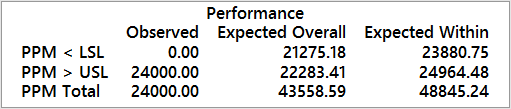 Performance
Observed Expected Overall Expected Within
PPM < LSL 0.00 21275.18 23880.75
PPM > USL 24000.00 22283.41 24964.48
PPM Total 24000.00 43558.59 48845.24